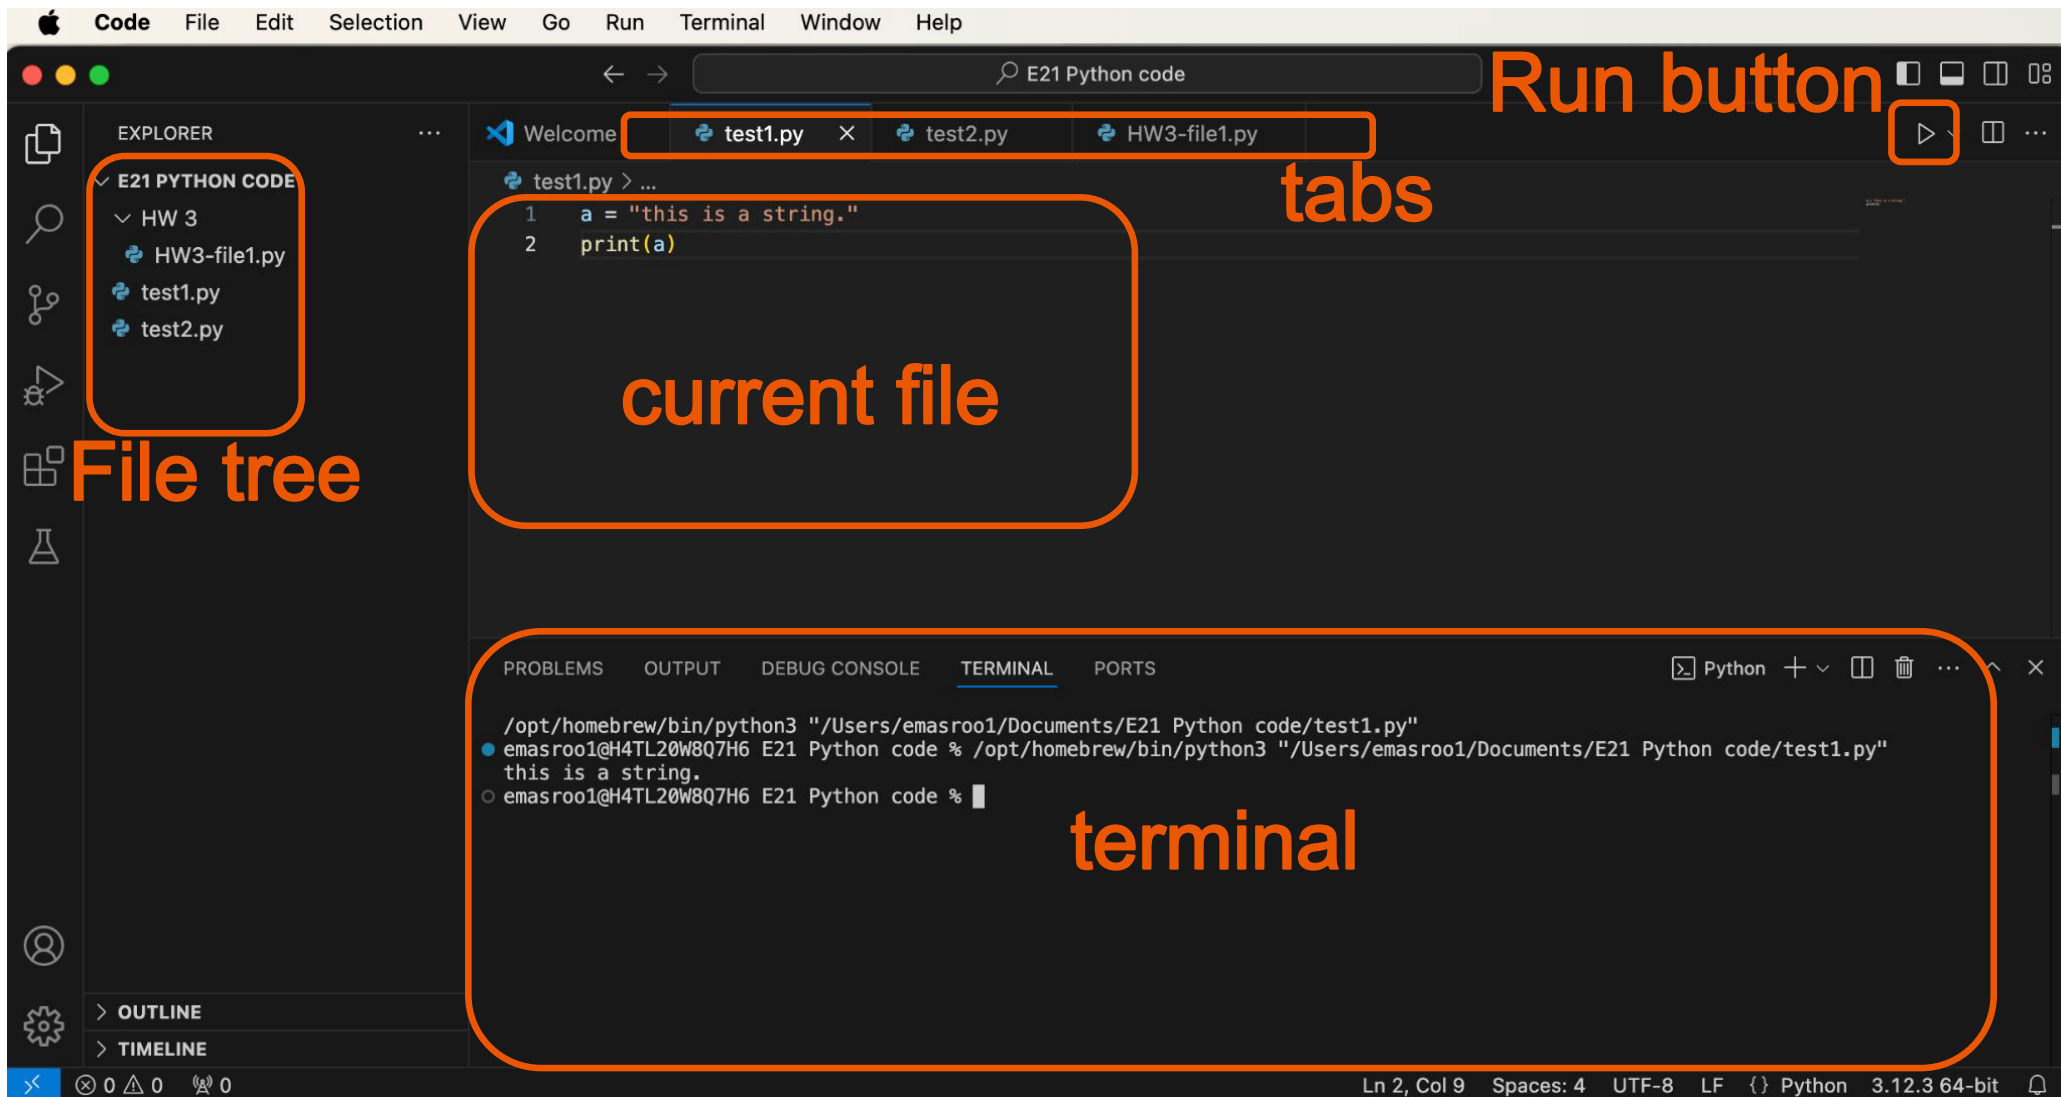 Code File Edit Selection View Go Run Terminal Window Help
E21 Python code
Run button
EXPLORER
Welcome test1.py test2.py HW3-file1.py
tabs
E21 PYTHON CODE
HW 3
HW3-file1.py
test1.py
test2.py
File tree
test1.py > ...
1 a = "this is a string."
2 print(a)
current file
PROBLEMS OUTPUT DEBUG CONSOLE TERMINAL PORTS
Python
/opt/homebrew/bin/python3 "/Users/emasroo1/Documents/E21 Python code/test1.py"
emasroo1@H4TL20W8Q7H6 E21 Python code % /opt/homebrew/bin/python3 "/Users/emasroo1/Documents/E21 Python code/test1.py"
this is a string.
emasroo1@H4TL20W8Q7H6 E21 Python code %
terminal
OUTLINE
TIMELINE
0 0 0
Ln 2, Col 9 Spaces: 4 UTF-8 LF {} Python 3.12.3 64-bit